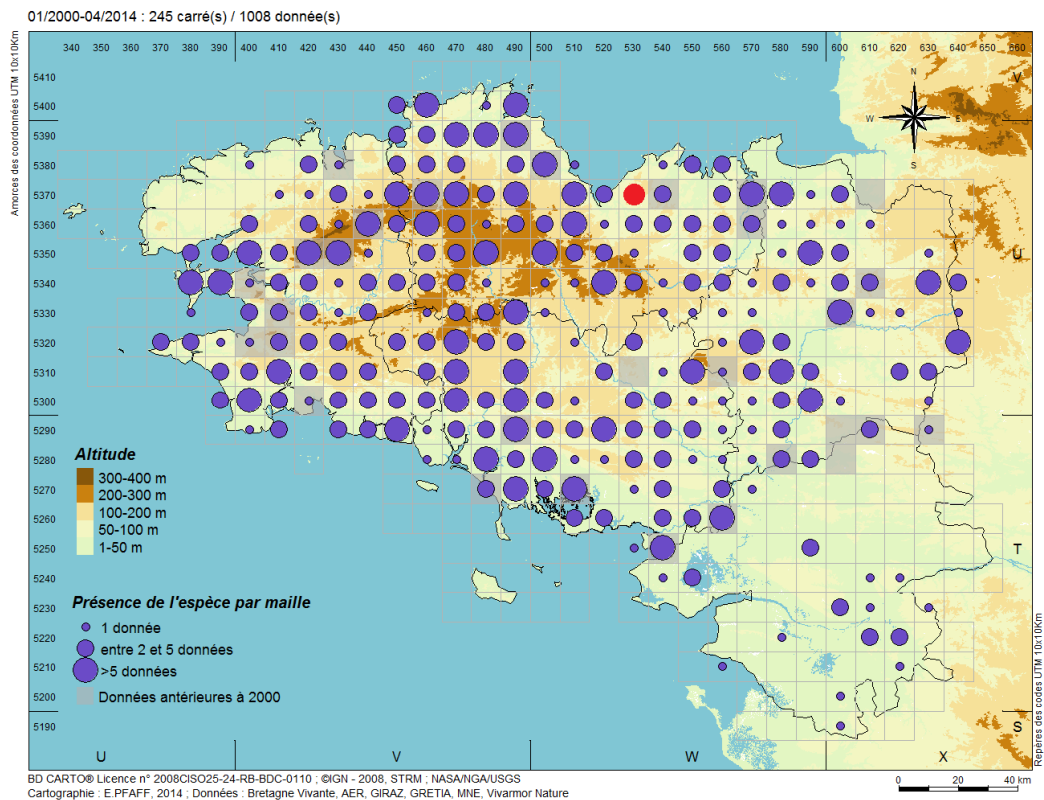 01/2000-04/2014 : 245 carré(s) / 1008 donnée(s)
Amorces des coordonnées UTM 10x10Km
340 350 360 370 380 390 400 410 420 430 440 450 460 470 480 490 500 510 520 530 540 550 560 570 580 590 600 610 620 630 640 650 660
5410
5400
5390
5380
5370
5360
5350
5340
5330
5320
5310
5300
5290
5280
5270
5260
5250
5240
5230
5220
5210
5200
5190
N
W E
S
V
U
T
S
U V W X
Altitude
300-400 m
200-300 m
100-200 m
50-100 m
1-50 m
Présence de l'espèce par maille
1 donnée
entre 2 et 5 données
>5 données
Données antérieures à 2000
Repères des codes UTM 10x10Km
0 20 40 km
BD CARTO® Licence n° 2008CISO25-24-RB-BDC-0110 ; ©IGN - 2008, STRM ; NASA/NGA/USGS
Cartographie : E.PFAFF, 2014 ; Données : Bretagne Vivante, AER, GIRAZ, GRETIA, MNE, Vivarmor Nature